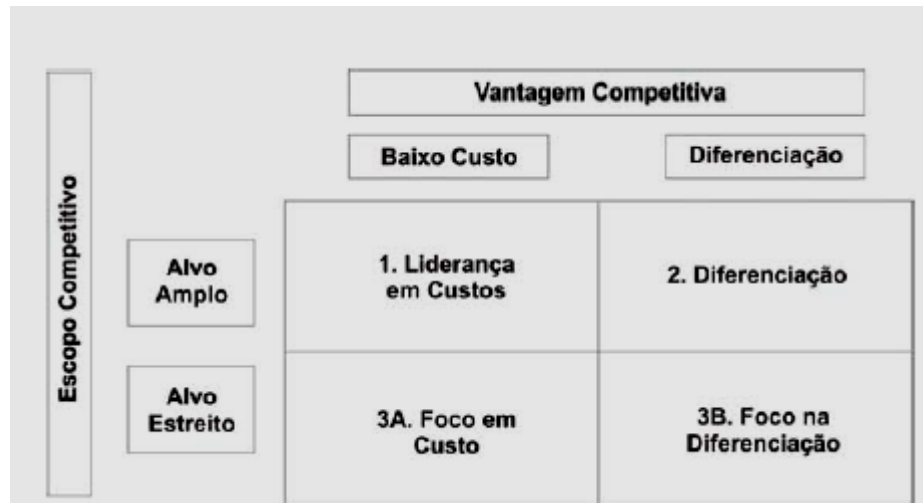 Vantagem Competitiva
Baixo Custo
Diferenciação
Escopo Competitivo
Alvo
Amplo
1. Liderança
em Custos
2. Diferenciação
Alvo
Estreito
3A. Foco em
Custo
3B. Foco na
Diferenciação